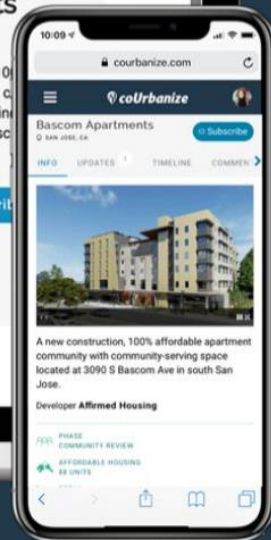 10:09
courbanize.com
coUrbanize
Bascom Apartments
SAN JOSE, CA
Subscribe
INFO UPDATES 1 TIMELINE COMMEN
A new construction, 100% affordable apartment
community with community-serving space
located at 3090 S Bascom Ave in south San
Jose.
Developer Affirmed Housing
PHASE
COMMUNITY REVIEW
AFFORDABLE HOUSING
88 UNITS